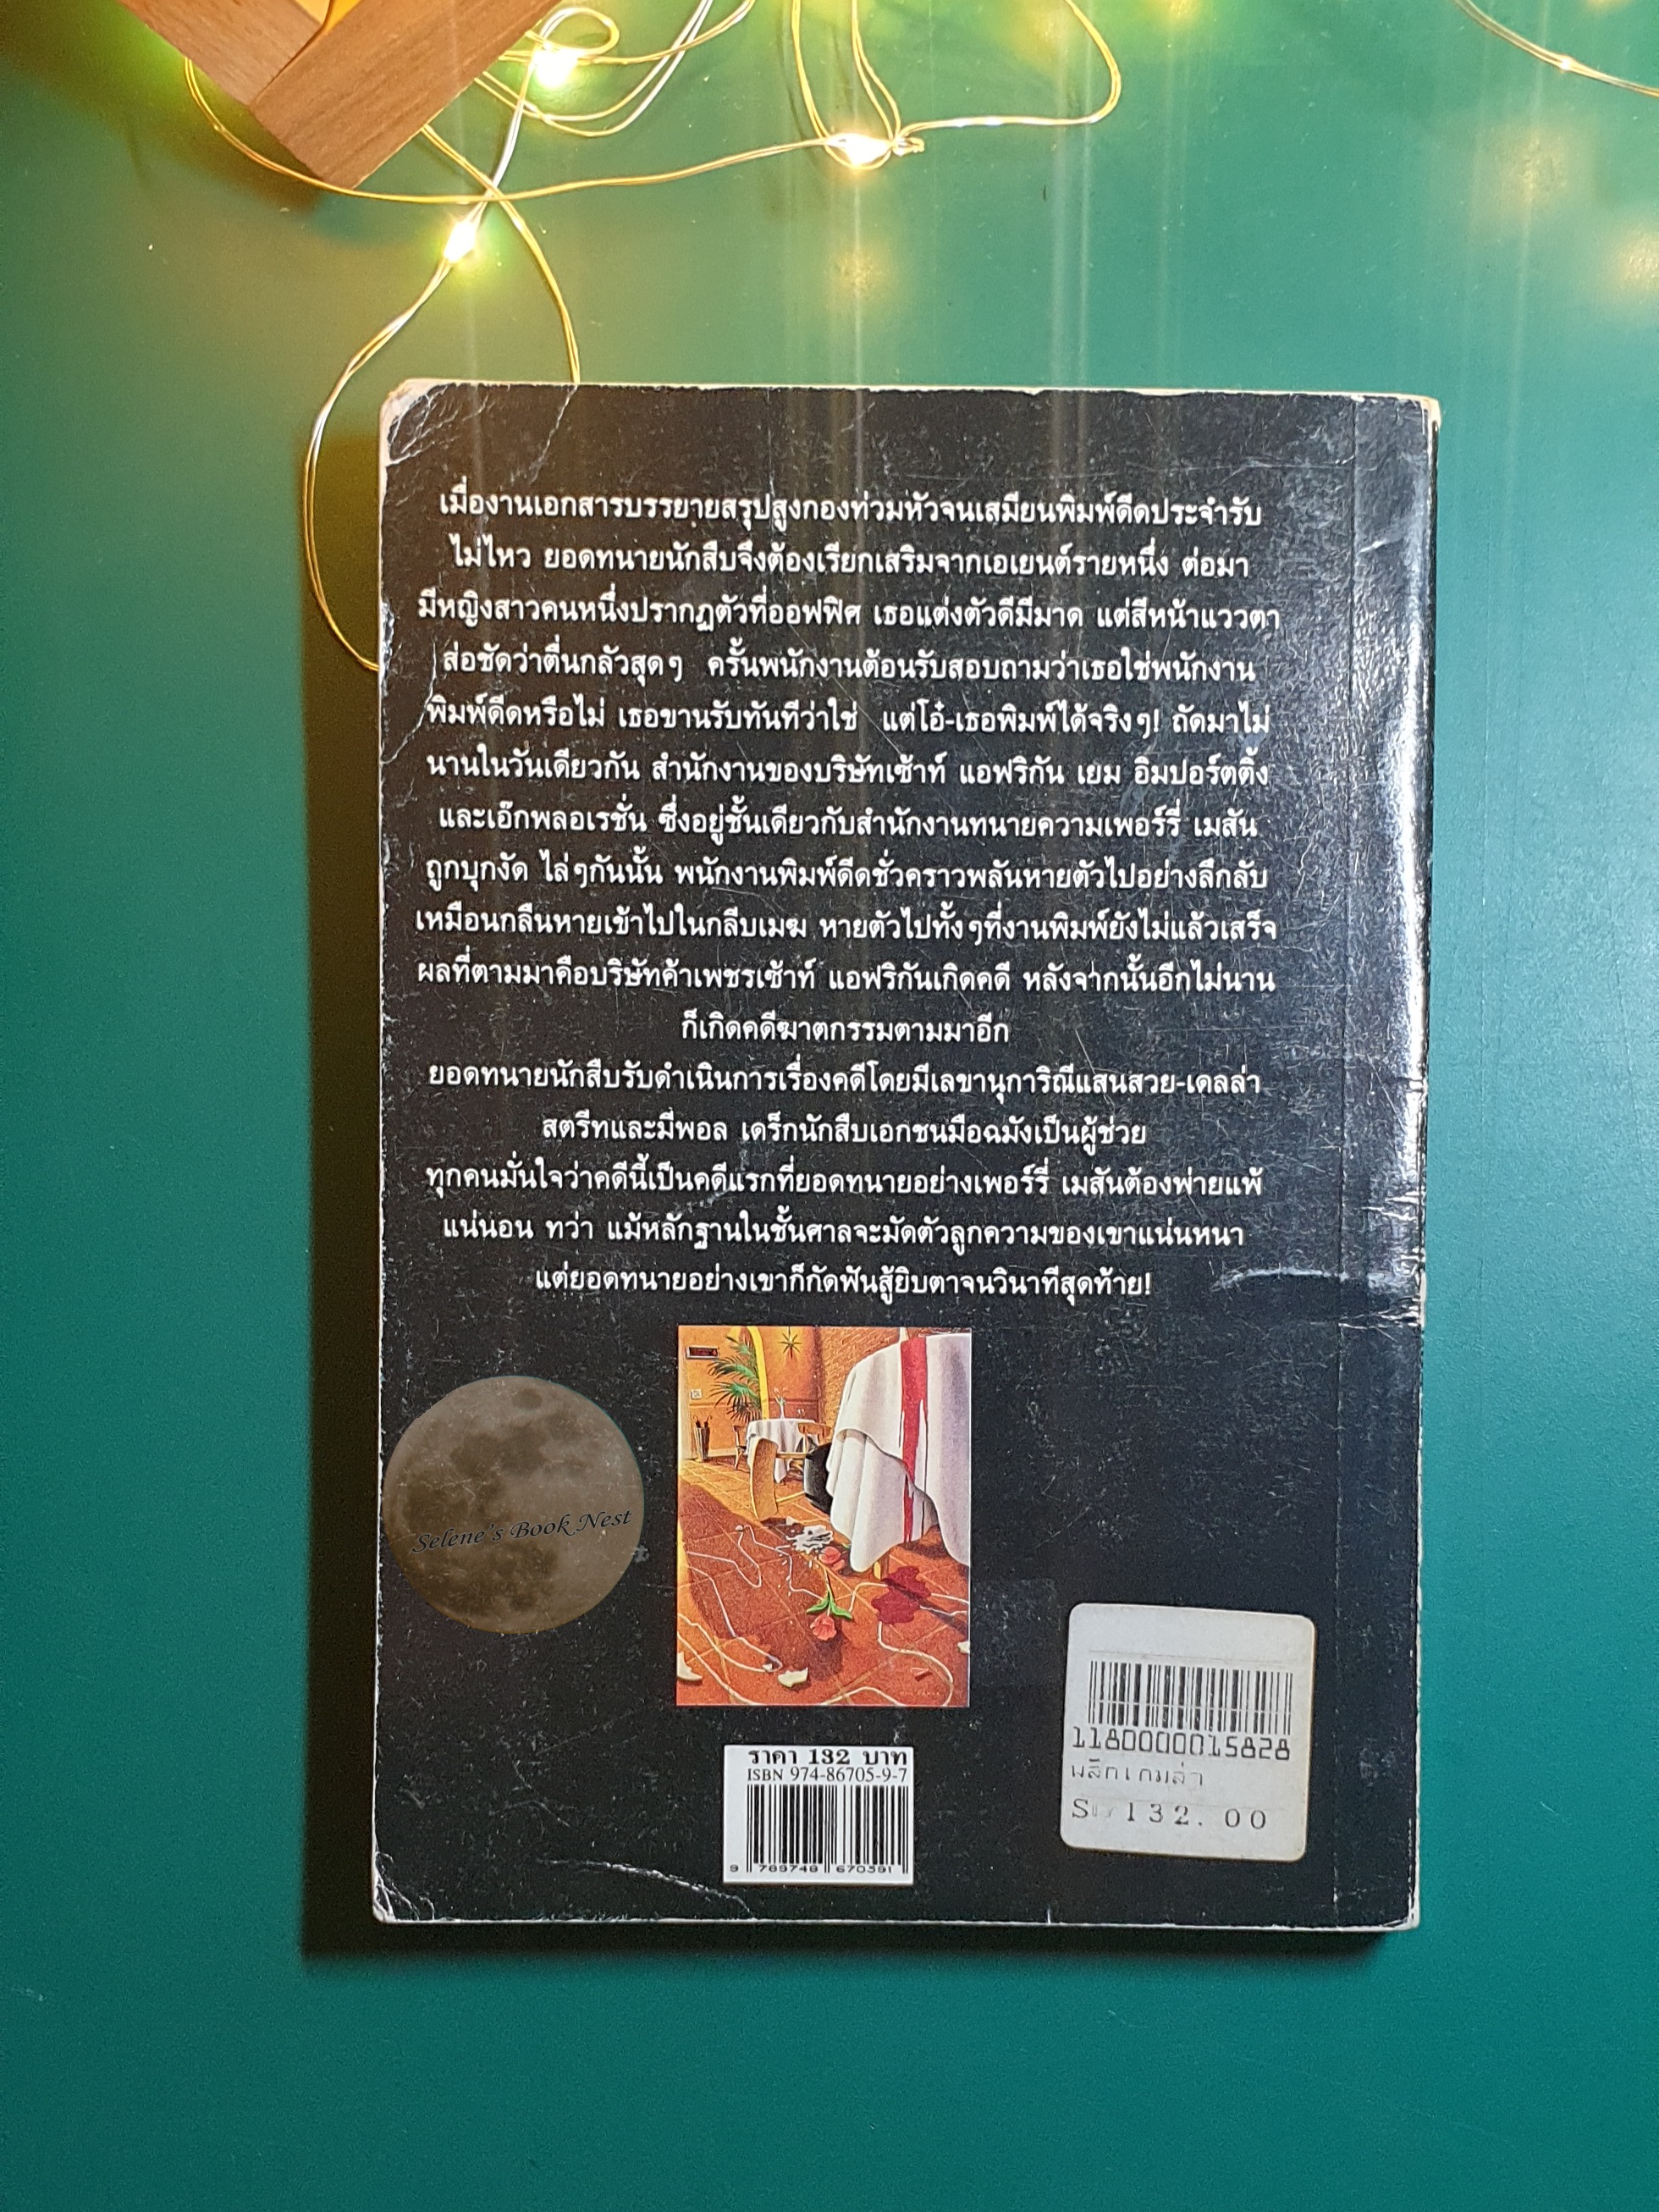 เมื่องานเอกสารบรรยายสรุปสูงกองท่วมหัวจนเสมียนพิมพ์ดีดประจำรับ
ไม่ไหว ยอดทนายนักสืบจึงต้องเรียกเสริมจากเอเยนต์รายหนึ่ง ต่อมา
มีหญิงสาวคนหนึ่งปรากฏตัวที่ออฟฟิศ เธอแต่งตัวดีมีมาด แต่สีหน้าแววตา
ส่อชัดว่าตื่นกลัวสุดๆ ครั้นพนักงานต้อนรับสอบถามว่าเธอใช่พนักงาน
พิมพ์ดีดหรือไม่ เธอขานรับทันทีว่าใช่ แต่โอ๋-เธอพิมพ์ได้จริงๆ! ถัดมาไม่
นานในวันเดียวกัน สำนักงานของบริษัทเซ้าท์ แอฟริกัน เยม อิมปอร์ตติ้ง
และเอ๊กพลอเรชั่น ซึ่งอยู่ชั้นเดียวกับสำนักงานทนายความเพอร์รี่ เมสัน
ถูกบุกงัด ไล่ๆกันนั้น พนักงานพิมพ์ดีดชั่วคราวพลันหายตัวไปอย่างลึกลับ
เหมือนกลืนหายเข้าไปในกลีบเมฆ หายตัวไปทั้งๆที่งานพิมพ์ยังไม่แล้วเสร็จ
ผลที่ตามมาคือบริษัทค้าเพชรเซ้าท์ แอฟริกันเกิดคดี หลังจากนั้นอีกไม่นาน
ก็เกิดคดีฆาตกรรมตามมาอีก
ยอดทนายนักสืบรับดำเนินการเรื่องคดีโดยมีเลขานุการิณีแสนสวย-เดลล่า
สตรีทและมีพอล เดร็กนักสืบเอกชนมือฉมังเป็นผู้ช่วย
ทุกคนมั่นใจว่าคดีนี้เป็นคดีแรกที่ยอดทนายอย่างเพอร์รี่ เมสันต้องพ่ายแพ้
แน่นอน ทว่า แม้หลักฐานในชั้นศาลจะมัดตัวลูกความของเขาแน่นหนา
แต่ยอดทนายอย่างเขาก็กัดฟันสู้ยิบตาจนวินาทีสุดท้าย!
Selene's Book Nest
1180000015828
พลิกเกมล่า
132.00
ราคา 132 บาท
ISBN 974-86705-9-7
9 789748 670591